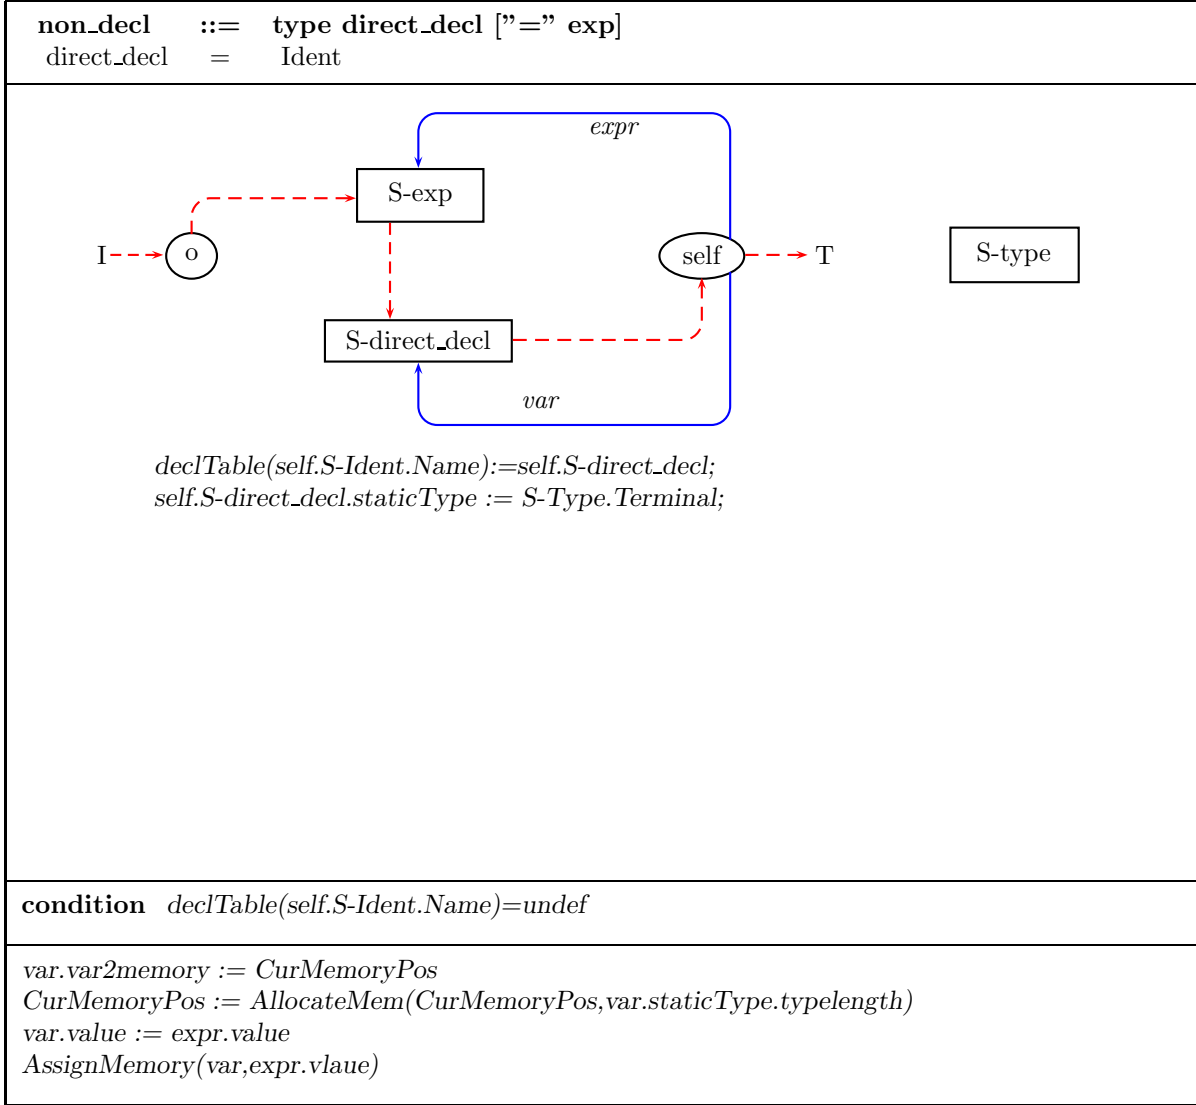 non_decl ::= type direct_decl ["=" exp]
direct_decl = Ident
expr
S-exp
I
o
self
T
S-type
S-direct_decl
var
declTable(self.S-Ident.Name):=self.S-direct_decl;
self.S-direct_decl.staticType := S-Type.Terminal;
condition declTable(self.S-Ident.Name)=undef
var.var2memory := CurMemoryPos
CurMemoryPos := AllocateMem(CurMemoryPos,var.staticType.typelength)
var.value := expr.value
AssignMemory(var,expr.vlaue)